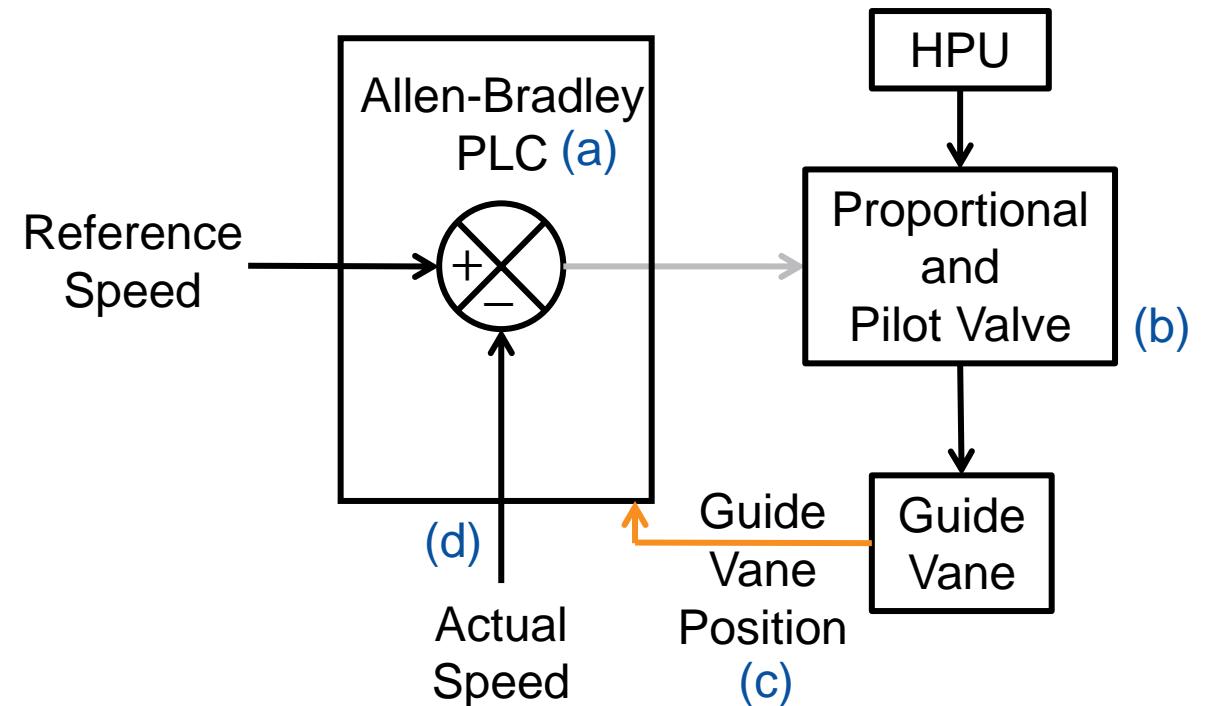 HPU
Allen-Bradley
PLC (a)
Reference
Speed
+
−
Proportional
and
Pilot Valve
(b)
(d)
Actual
Speed
Guide
Vane
Position
(c)
Guide
Vane